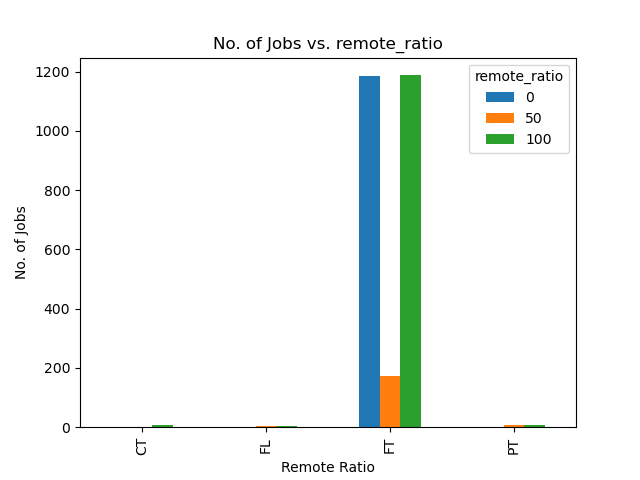 No. of Jobs vs. remote_ratio
remote_ratio
0
50
100
1200
1000
800
600
400
200
0
No. of Jobs
CT
FL
FT
PT
Remote Ratio